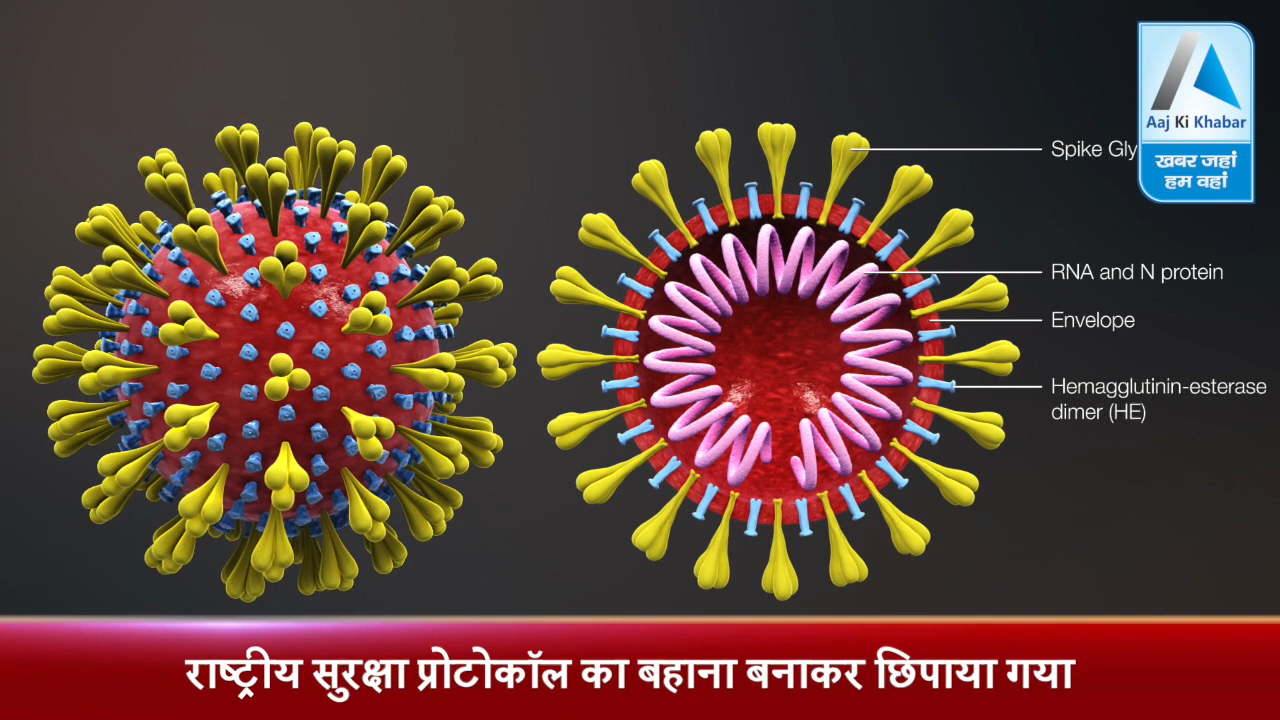 Spike Gly
Aaj Ki Khabar
खबर जहां
हम वहां
RNA and N protein
Envelope
Hemagglutinin-esterase
dimer (HE)
राष्ट्रीय सुरक्षा प्रोटोकॉल का बहाना बनाकर छिपाया गया